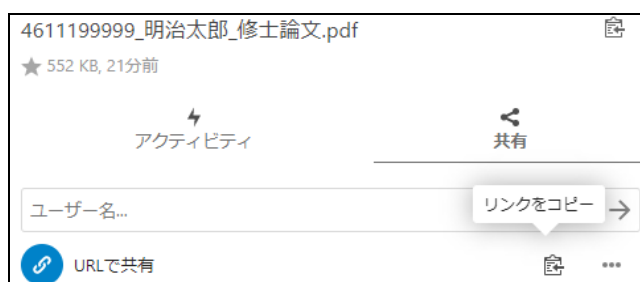 4611199999_明治太郎_修士論文.pdf
★ 552 KB, 21分前
アクティビティ
共有
ユーザー名...
リンクをコピー
URLで共有